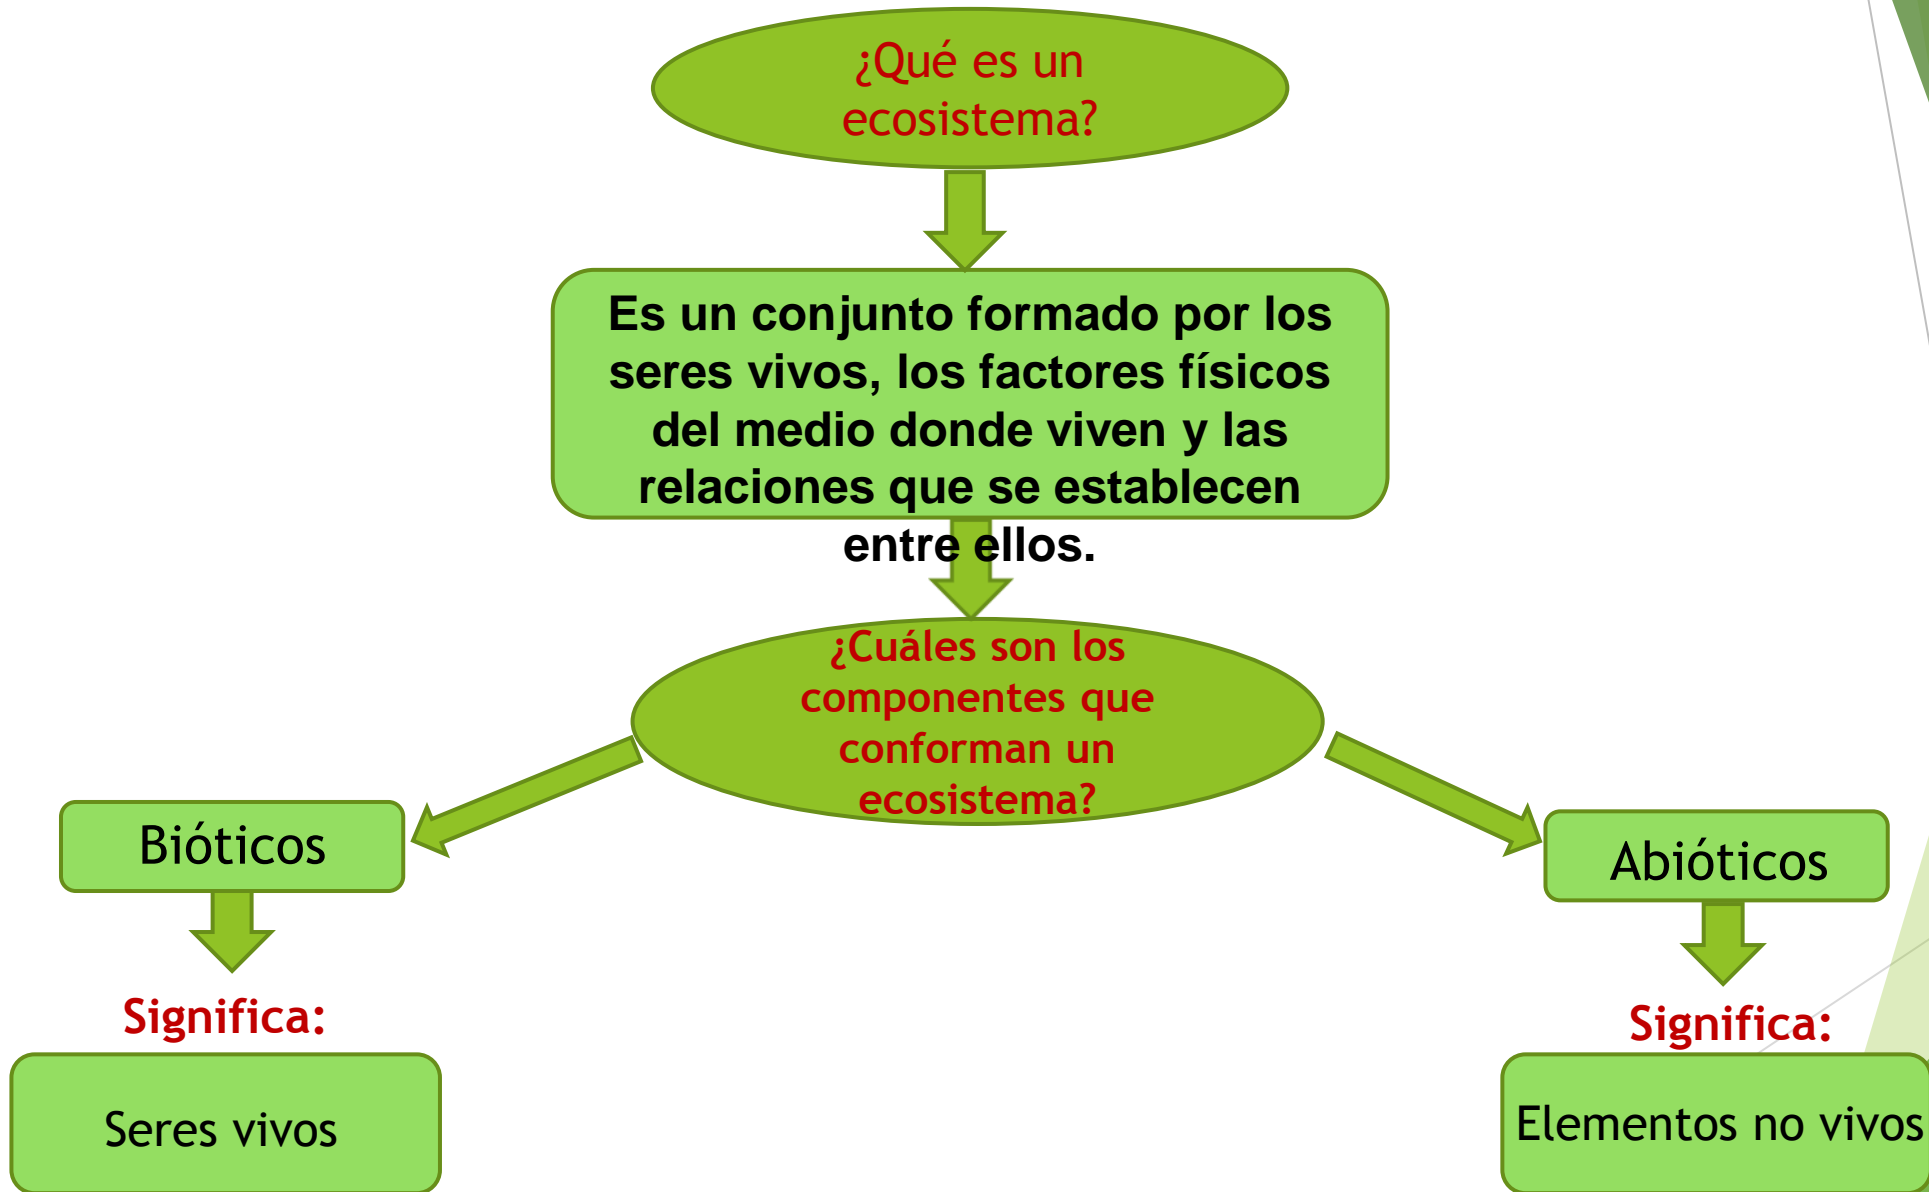 ¿Qué es un
ecosistema?
Es un conjunto formado por los
seres vivos, los factores físicos
del medio donde viven y las
relaciones que se establecen
entre ellos.
¿Cuáles son los
componentes que
conforman un
ecosistema?
Bióticos
Abióticos
Significa:
Significa:
Seres vivos
Elementos no vivos